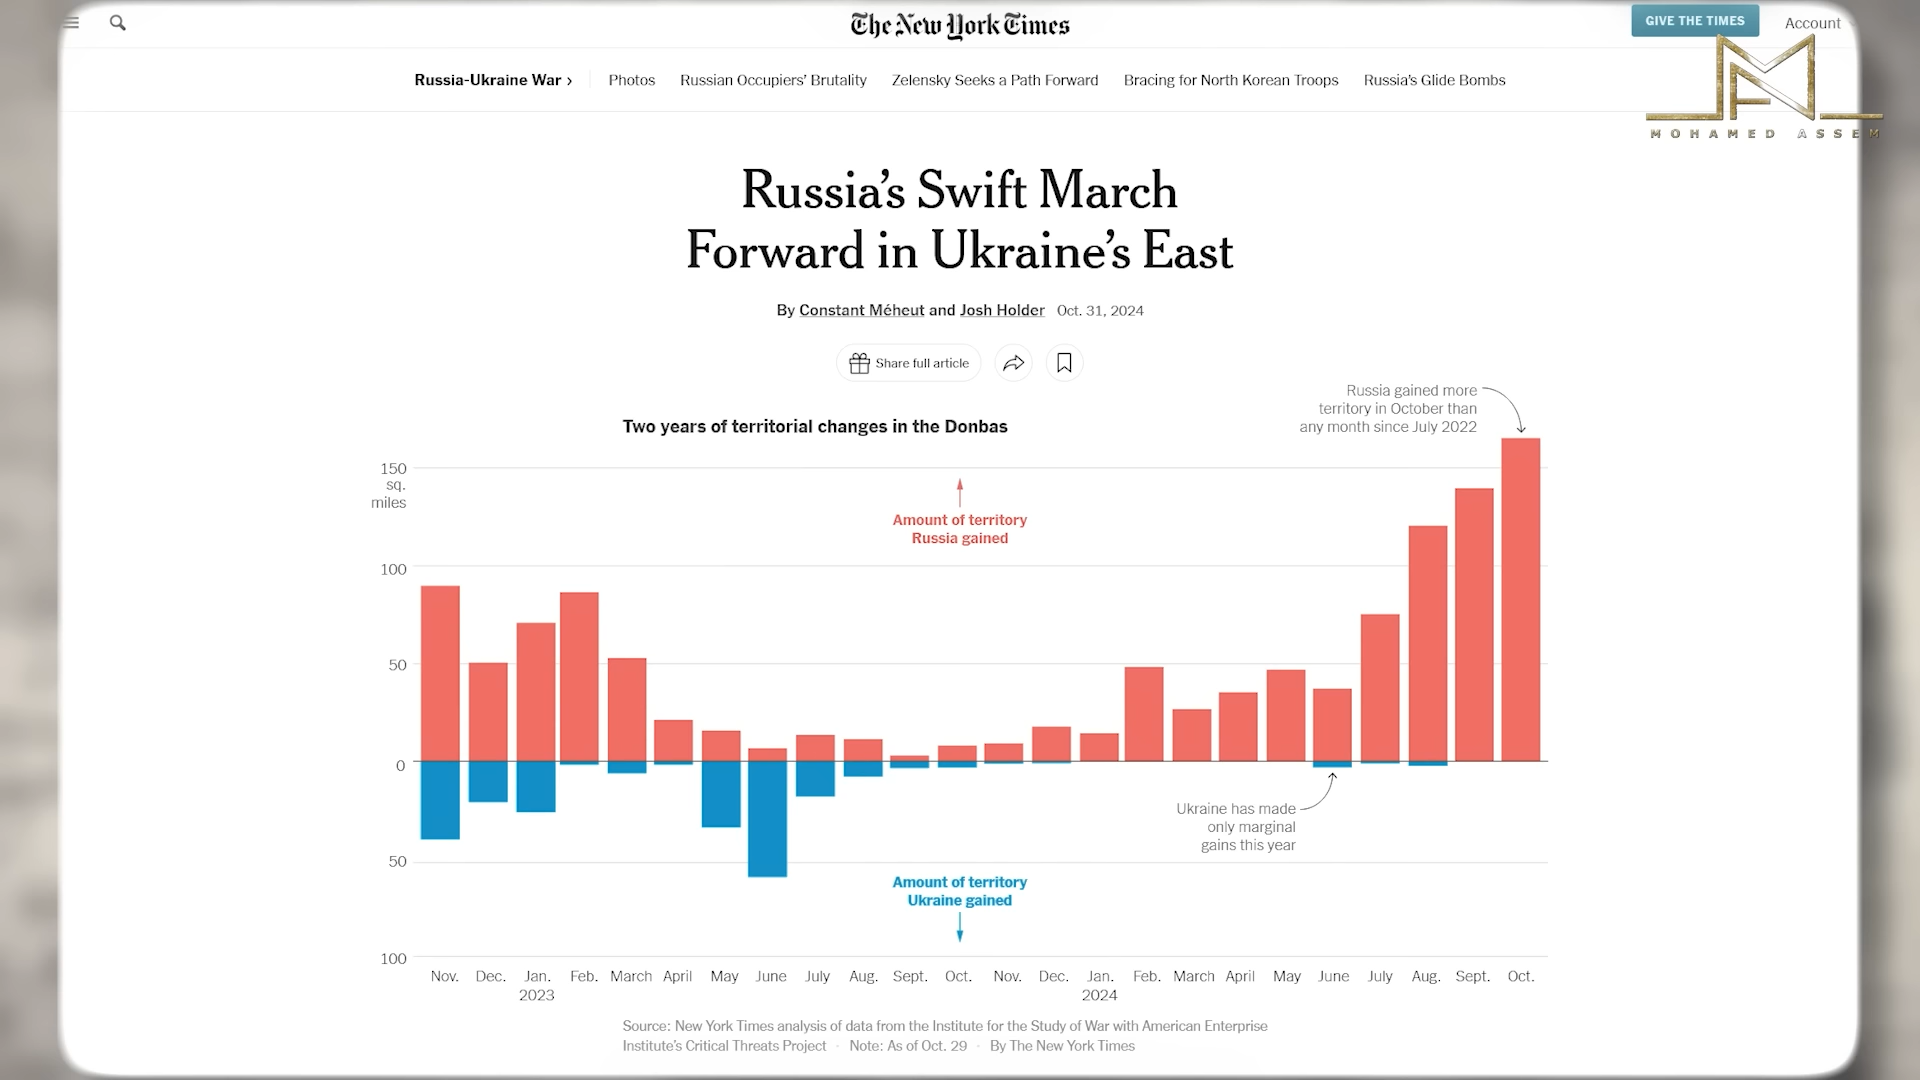 The New York Times
GIVE THE TIMES
Account
Russia-Ukraine War ›
Photos
Russian Occupiers' Brutality
Zelensky Seeks a Path Forward
Bracing for North Korean Troops
Russia's Glide Bombs
MOHAMED ASSEM
Russia's Swift March
Forward in Ukraine's East
By Constant Méheut and Josh Holder Oct. 31, 2024
Share full article
Russia gained more
territory in October than
any month since July 2022
Two years of territorial changes in the Donbas
150
sq.
miles
Amount of territory
Russia gained
100
50
0
Ukraine has made
only marginal
gains this year
50
Amount of territory
Ukraine gained
100
Nov. Dec. Jan. Feb. March April May June July Aug. Sept. Oct. Nov. Dec. Jan. Feb. March April May June July Aug. Sept. Oct.
2023 2024
Source: New York Times analysis of data from the Institute for the Study of War with American Enterprise
Institute's Critical Threats Project · Note: As of Oct. 29 · By The New York Times